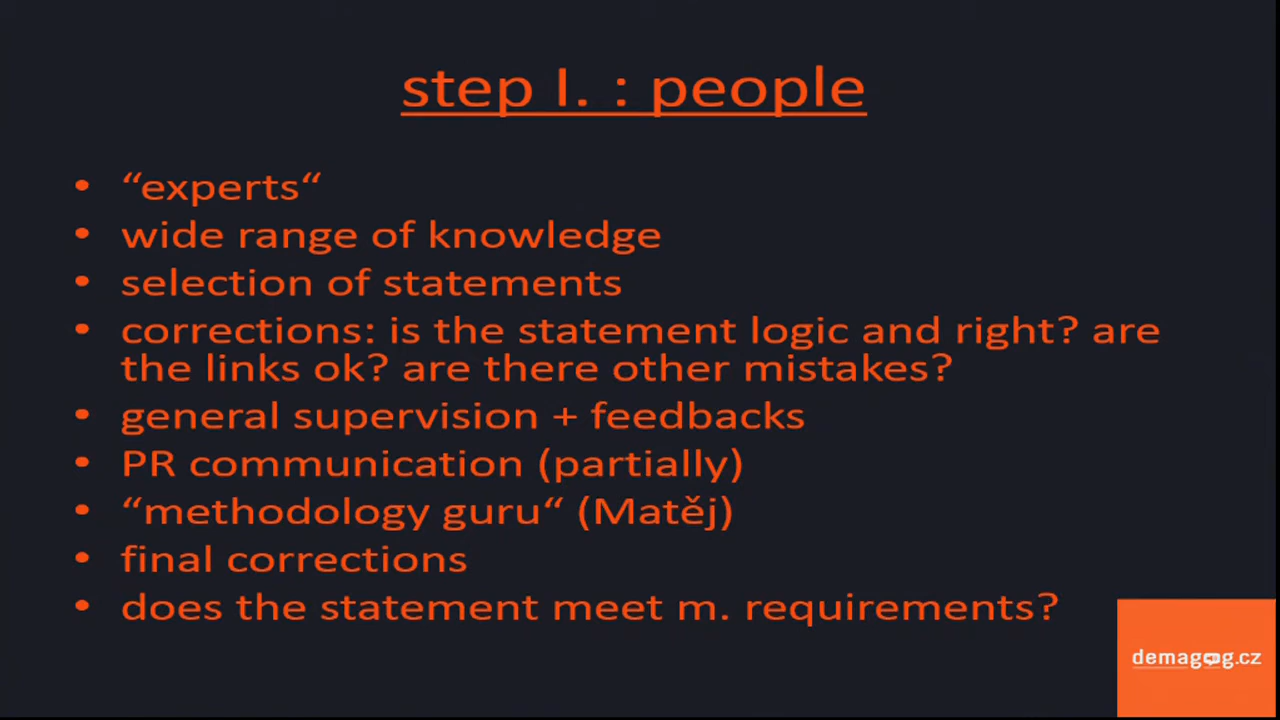 step I. : people
• “experts“
• wide range of knowledge
• selection of statements
• corrections: is the statement logic and right? are
the links ok? are there other mistakes?
• general supervision + feedbacks
• PR communication (partially)
• “methodology guru“ (Matěj)
• final corrections
• does the statement meet m. requirements?
demagog.cz